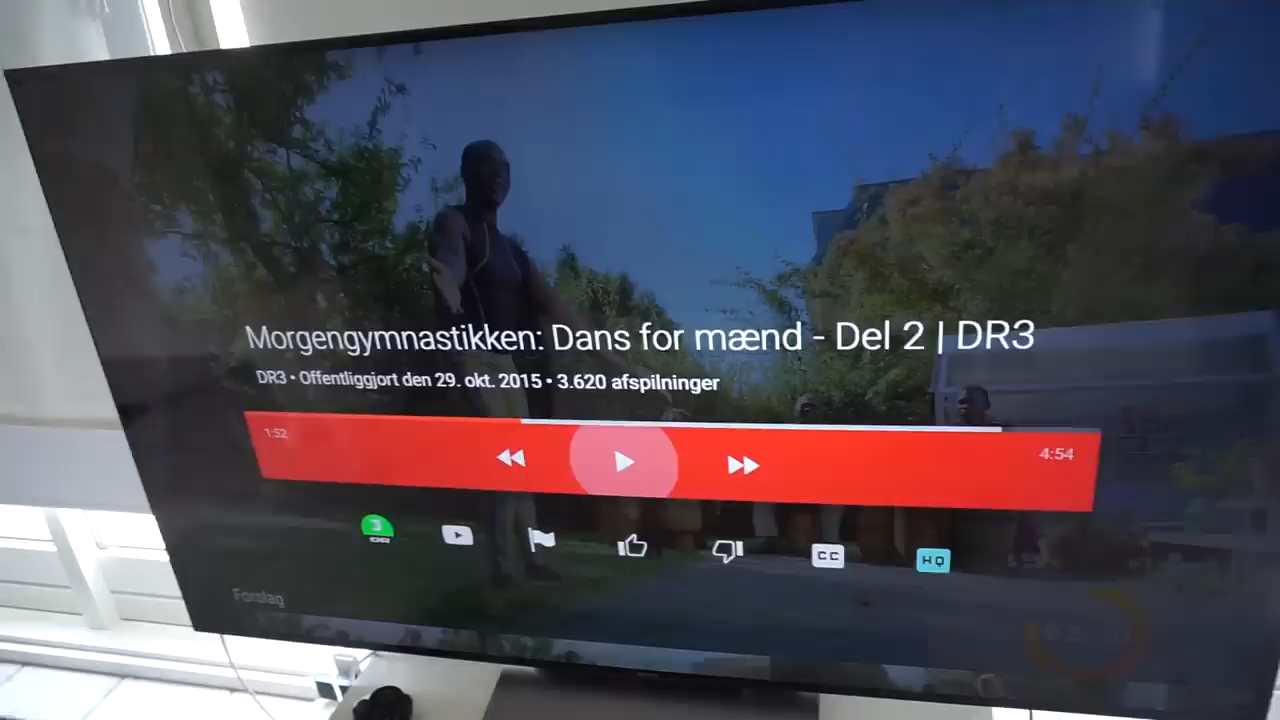 Morgengymnastikken: Dans for mænd - Del 2 | DR3
DR3 • Offentliggjort den 29. okt. 2015 • 3.620 afspilninger
1:52
4:54
3
CC
HQ
Forslag